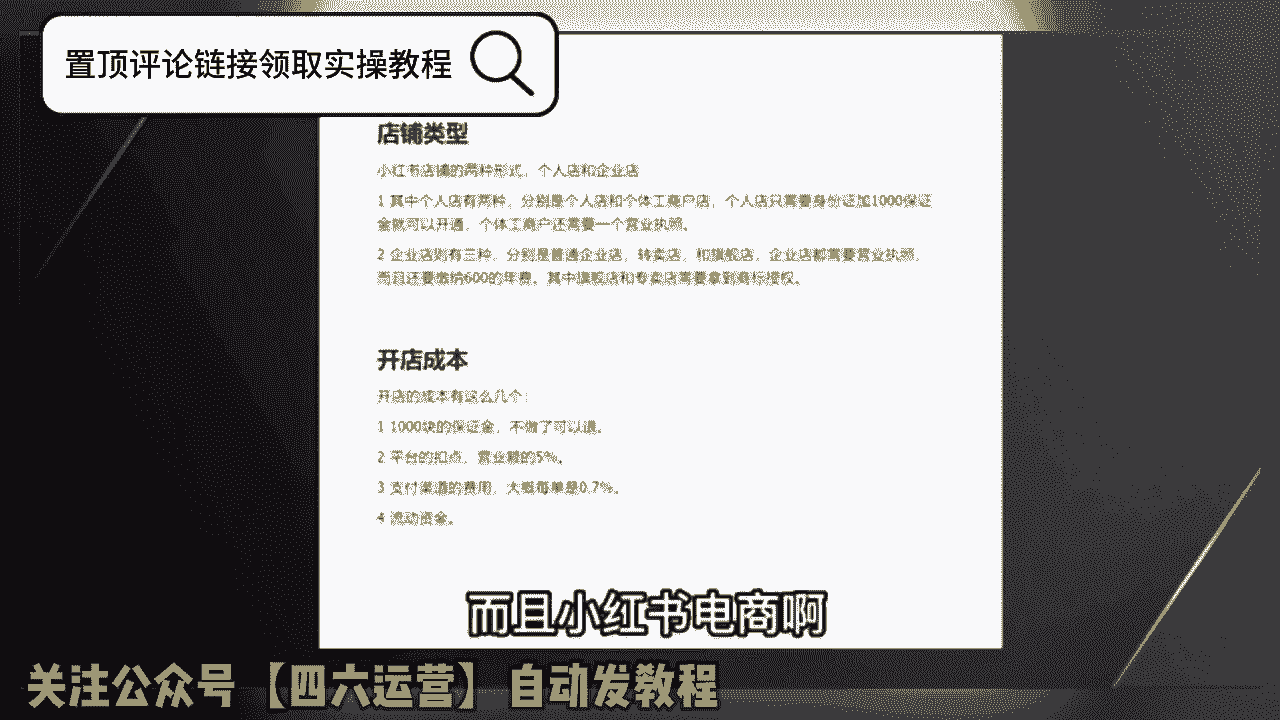 置顶评论链接领取实操教程
店铺类型
小红书店铺的两种形式，个人店和企业店
1 其中个人店有两种，分别是个人店和个体工商户店，个人店只需要身份证加1000保证
金就可以开通，个体工商户还需要一个营业执照。
2 企业店则有三种，分别是普通企业店，转卖店，和旗舰店，企业店都需要营业执照，
而且还要缴纳600的年费。其中旗舰店和专卖店需要拿到商标授权。
开店成本
开店的成本有这么几个：
1 1000块的保证金，不做了可以退。
2 平台的扣点，营业额的5%。
3 支付渠道的费用，大概每单是0.7%。
4 流动资金。
而且小红书电商啊
关注公众号【四六运营】自动发教程